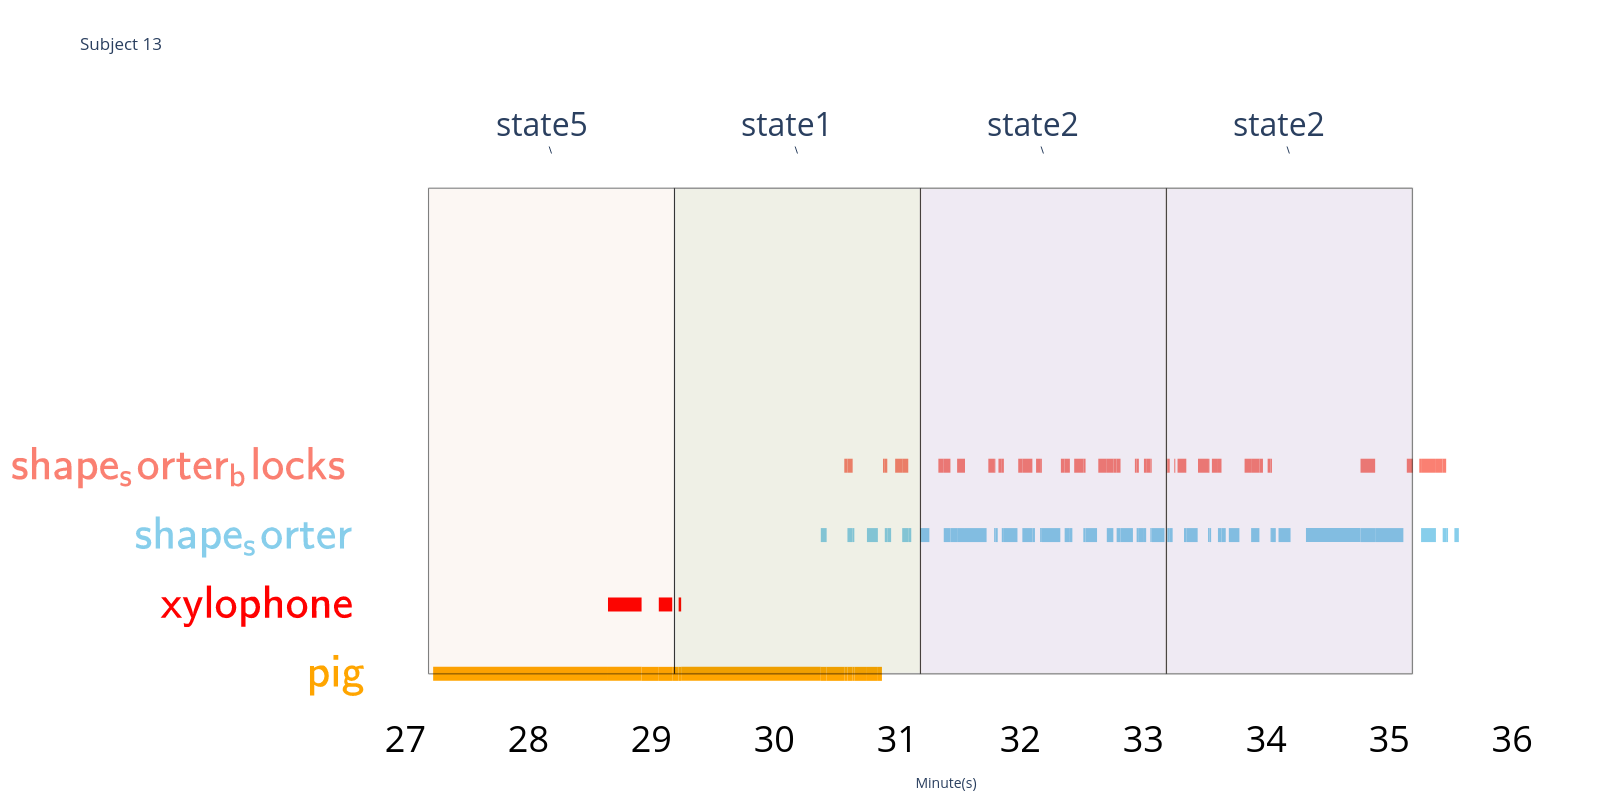 Subject 13
state5 state1 state2 state2
shapeₛorter_blocks
shapeₛorter
xylophone
pig
27 28 29 30 31 32 33 34 35 36
Minute(s)